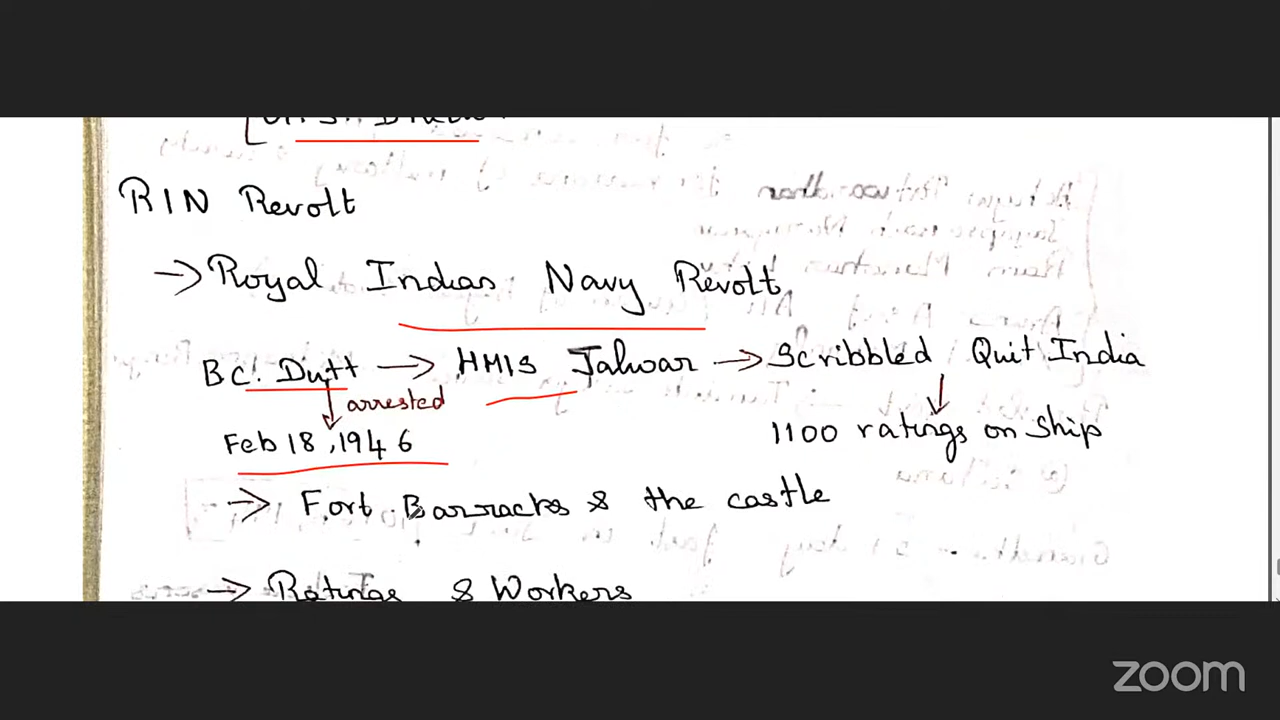 RIN Revolt
→ Royal Indian Navy Revolt
B C. Dutt → HMIS Talwar → Scribbled Quit India
arrested
Feb 18, 1946
1100 ratings on ship
→ Fort Barracks & the castle
→ Ratings & Workers
zoom